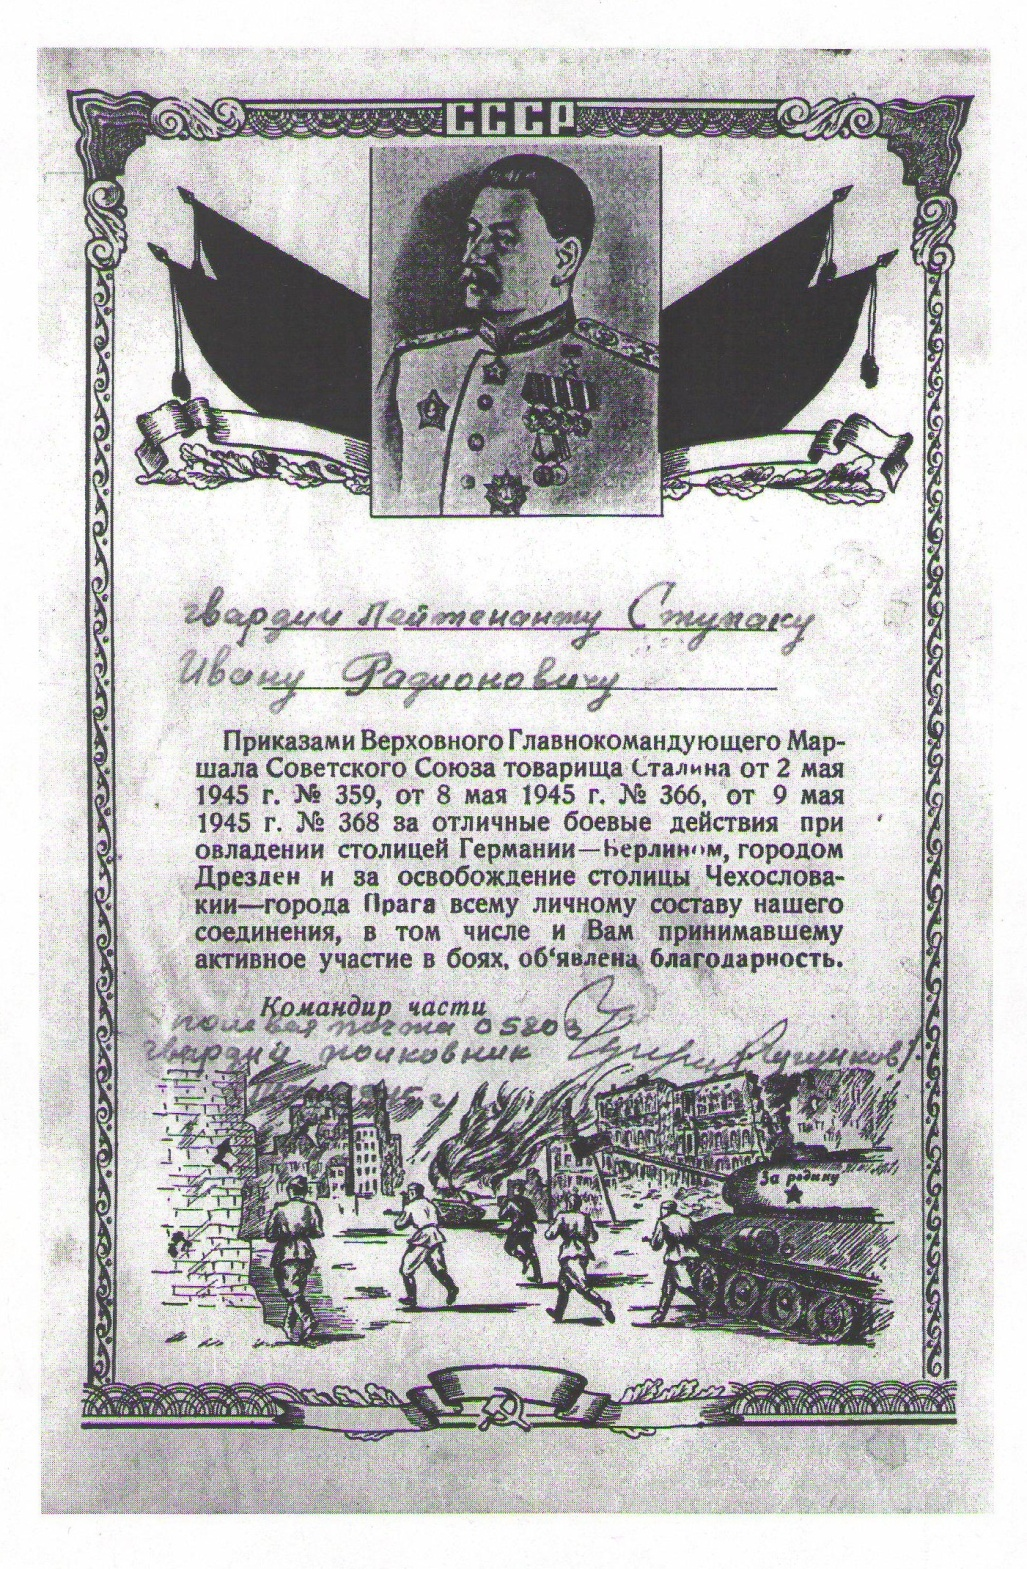 СССР
гвардии Лейтенанту Ступаку
Ивану Радионовичу
Приказами Верховного Главнокомандующего Мар-
шала Советского Союза товарища Сталина от 2 мая
1945 г. № 359, от 8 мая 1945 г. № 366, от 9 мая
1945 г. № 368 за отличные боевые действия при
овладении столицей Германии—Берлином, городом
Дрезден и за освобождение столицы Чехослова-
кии—города Прага всему личному составу нашего
соединения, в том числе и Вам принимавшему
активное участие в боях, об‘явлена благодарность.
Командир части
полевая почта 05803
гвардии полковник
За родину